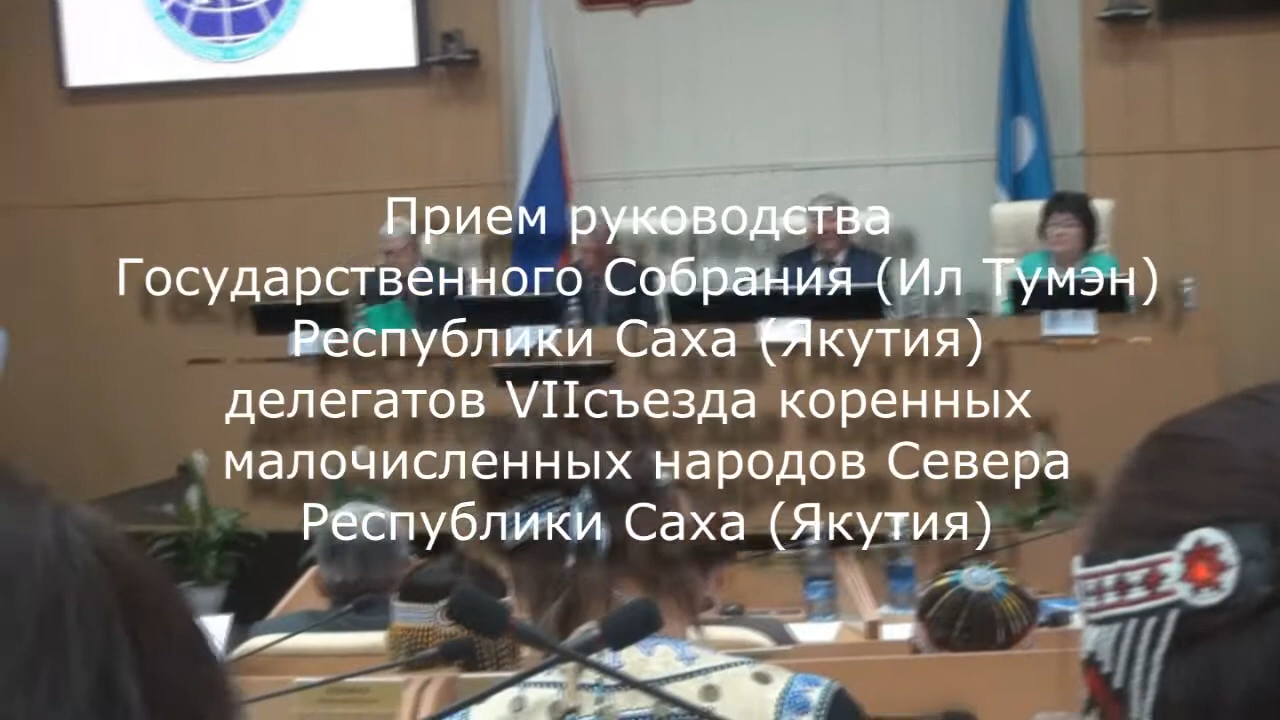 Прием руководства
Государственного Собрания (Ил Тумэн)
Республики Саха (Якутия)
делегатов VIIсъезда коренных
малочисленных народов Севера
Республики Саха (Якутия)